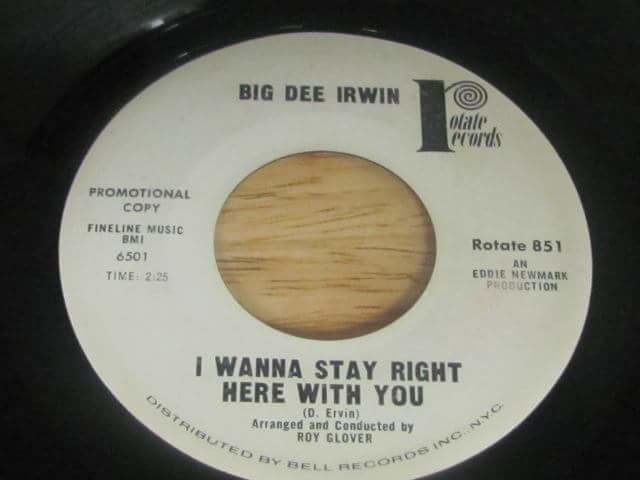 BIG DEE IRWIN
Rotate
Records
PROMOTIONAL
COPY
FINELINE MUSIC
BMI
6501
TIME: 2:25
Rotate 851
AN
EDDIE NEWMARK
PRODUCTION
I WANNA STAY RIGHT
HERE WITH YOU
(D. Ervin)
Arranged and Conducted by
ROY GLOVER
DISTRIBUTED BY BELL RECORDS INC., N.Y.C.